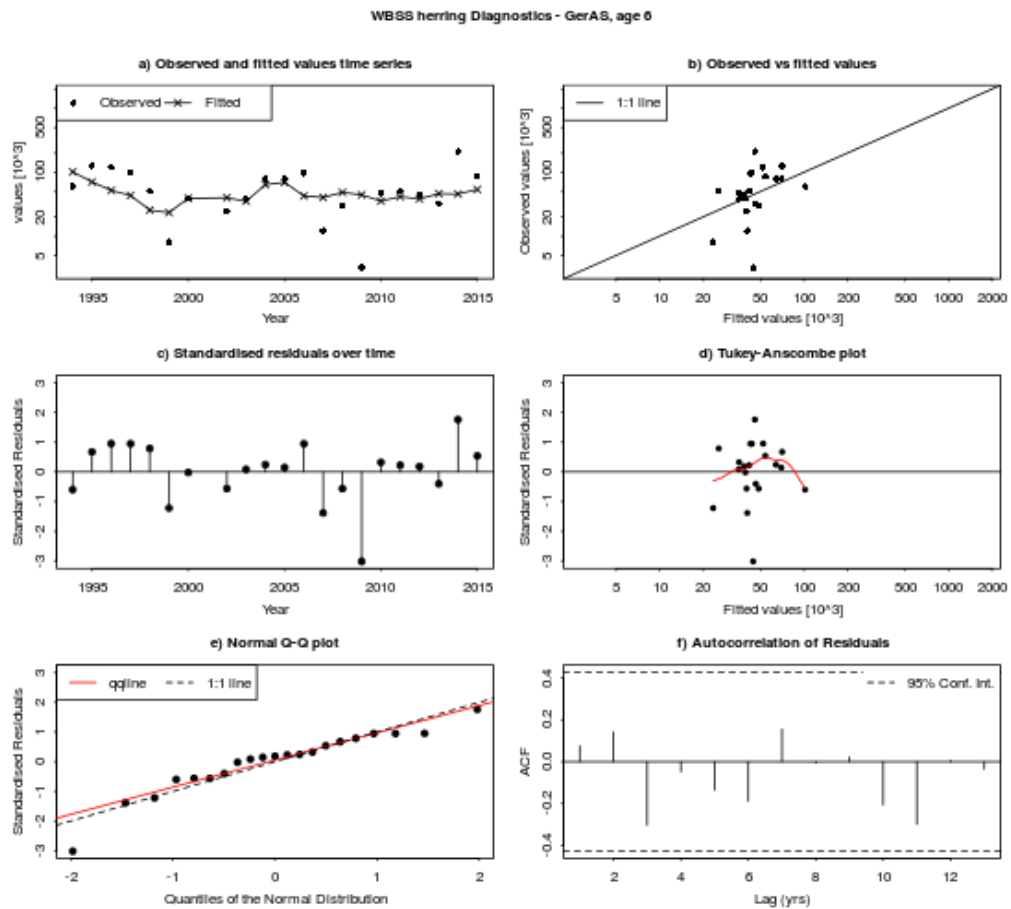 WBSS herring Diagnostics - GerAS, age 6
a) Observed and fitted values time series
Observed Fitted
values [10^3]
5 20 100 500
1995 2000 2005 2010 2015
Year
b) Observed vs fitted values
1:1 line
Observed values [10^3]
5 20 100 500
5 10 20 50 100 200 500 1000 2000
Fitted values [10^3]
c) Standardised residuals over time
Standardised Residuals
-3 -2 -1 0 1 2 3
1995 2000 2005 2010 2015
Year
d) Tukey-Anscombe plot
Standardised Residuals
-3 -2 -1 0 1 2 3
5 10 20 50 100 200 500 1000 2000
Fitted values [10^3]
e) Normal Q-Q plot
qqline 1:1 line
Standardised Residuals
-3 -2 -1 0 1 2 3
-2 -1 0 1 2
Quantiles of the Normal Distribution
f) Autocorrelation of Residuals
95% Conf. Int.
ACF
-0.4 -0.2 0.0 0.2 0.4
2 4 6 8 10 12
Lag (yrs)